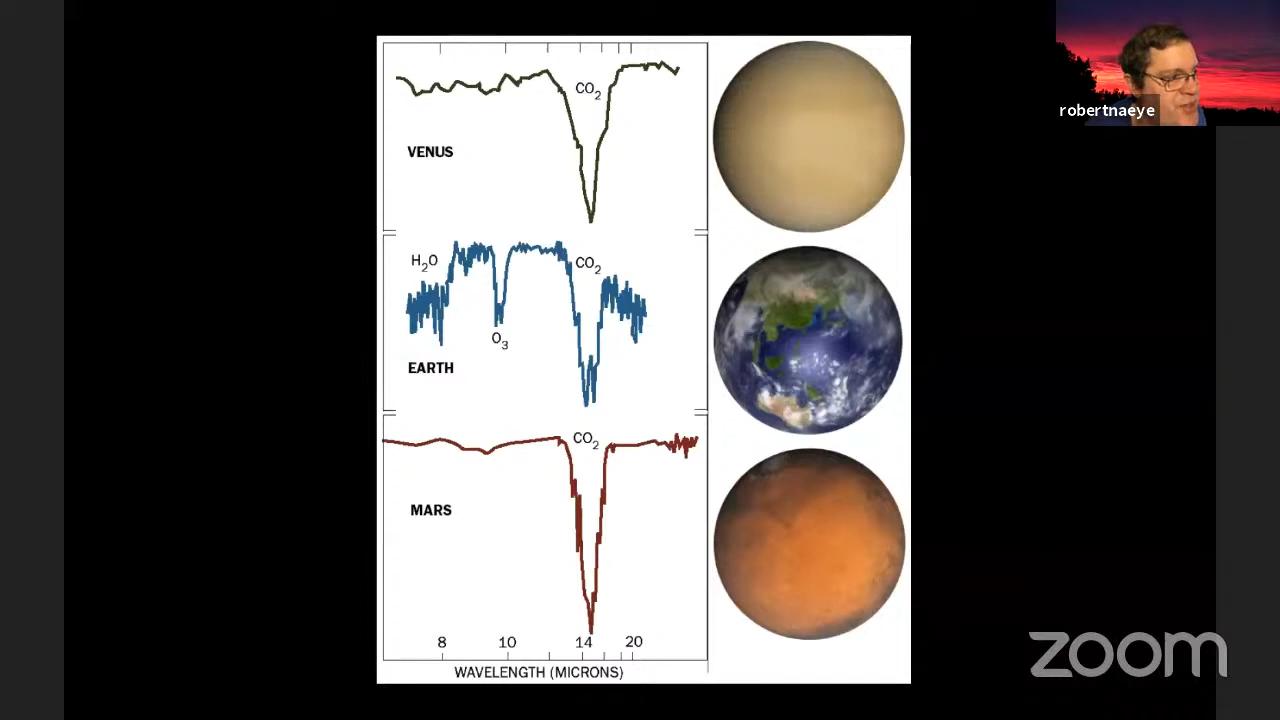 CO2
VENUS
H2O
CO2
O3
EARTH
CO2
MARS
8 10 14 20
WAVELENGTH (MICRONS)
robertnaeye
zoom